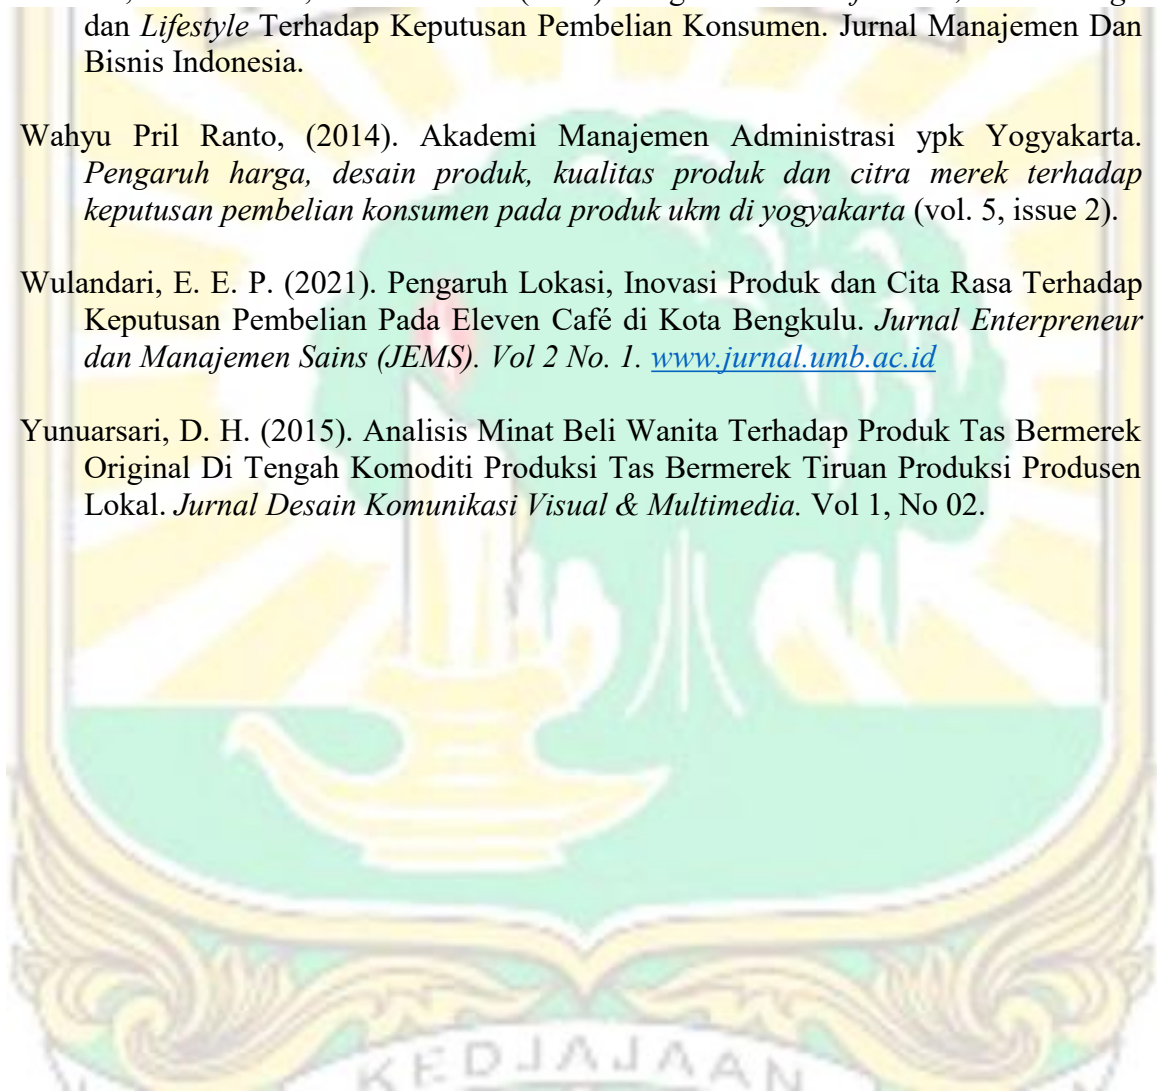 dan Lifestyle Terhadap Keputusan Pembelian Konsumen. Jurnal Manajemen Dan
Bisnis Indonesia.
Wahyu Pril Ranto, (2014). Akademi Manajemen Administrasi ypk Yogyakarta.
Pengaruh harga, desain produk, kualitas produk dan citra merek terhadap
keputusan pembelian konsumen pada produk ukm di yogyakarta (vol. 5, issue 2).
Wulandari, E. E. P. (2021). Pengaruh Lokasi, Inovasi Produk dan Cita Rasa Terhadap
Keputusan Pembelian Pada Eleven Café di Kota Bengkulu. Jurnal Enterpreneur
dan Manajemen Sains (JEMS). Vol 2 No. 1. www.jurnal.umb.ac.id
Yunuarsari, D. H. (2015). Analisis Minat Beli Wanita Terhadap Produk Tas Bermerek
Original Di Tengah Komoditi Produksi Tas Bermerek Tiruan Produksi Produsen
Lokal. Jurnal Desain Komunikasi Visual & Multimedia. Vol 1, No 02.
KEDJAJAAN